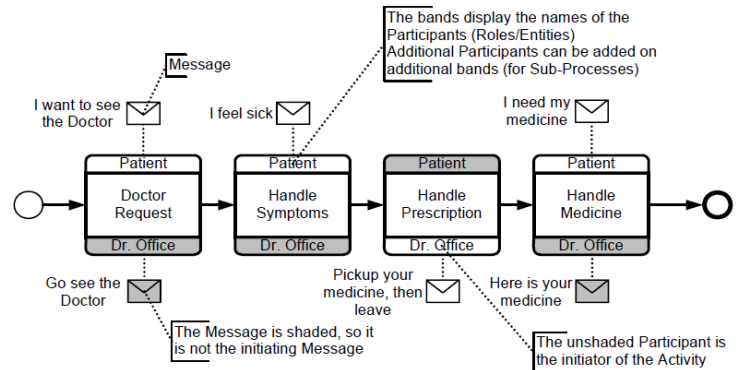 The bands display the names of the
Participants (Roles/Entities)
Additional Participants can be added on
additional bands (for Sub-Processes)
Message
I want to see
the Doctor
I feel sick
I need my
medicine
Patient
Patient
Patient
Patient
Doctor
Request
Handle
Symptoms
Handle
Prescription
Handle
Medicine
Dr. Office
Dr. Office
Dr. Office
Dr. Office
Go see the
Doctor
Pickup your
medicine, then
leave
Here is your
medicine
The Message is shaded, so it
is not the initiating Message
The unshaded Participant is
the initiator of the Activity